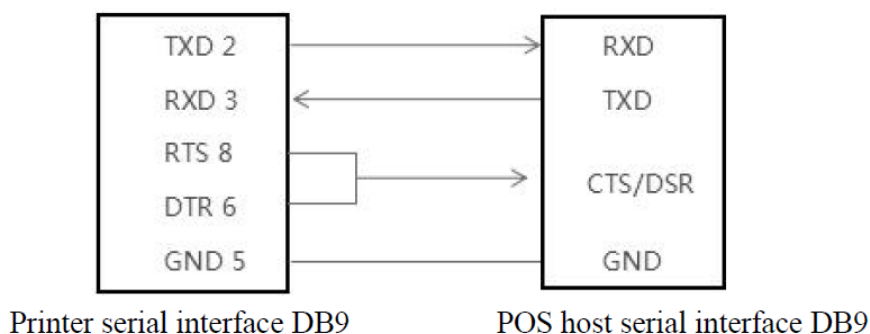 TXD 2 RXD
RXD 3 TXD
RTS 8
CTS/DSR
DTR 6
GND 5 GND
Printer serial interface DB9 POS host serial interface DB9